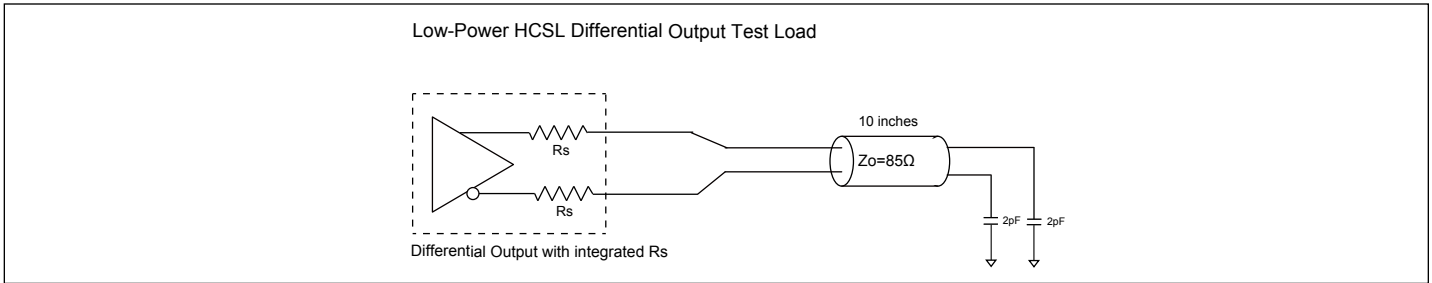 Low-Power HCSL Differential Output Test Load
10 inches
Rs
Zo=85Ω
Rs
2pF
2pF
Differential Output with integrated Rs